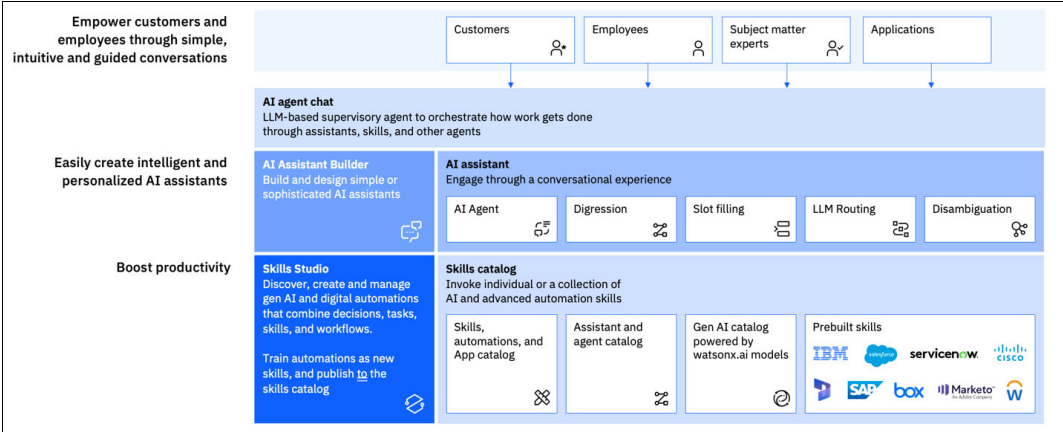 Empower customers and
employees through simple,
intuitive and guided conversations
Customers
Employees
Subject matter
experts
Applications
AI agent chat
LLM-based supervisory agent to orchestrate how work gets done
through assistants, skills, and other agents
Easily create intelligent and
personalized AI assistants
AI Assistant Builder
Build and design simple or
sophisticated AI assistants
AI assistant
Engage through a conversational experience
AI Agent
Digression
Slot filling
LLM Routing
Disambiguation
Boost productivity
Skills Studio
Discover, create and manage
gen AI and digital automations
that combine decisions, tasks,
skills, and workflows.
Train automations as new
skills, and publish to the
skills catalog
Skills catalog
Invoke individual or a collection of
AI and advanced automation skills
Skills,
automations, and
App catalog
Assistant and
agent catalog
Gen AI catalog
powered by
watsonx.ai models
Prebuilt skills
IBM
salesforce
servicenow.
CISCO
SAP
box
Marketo
An Adobe Company
W